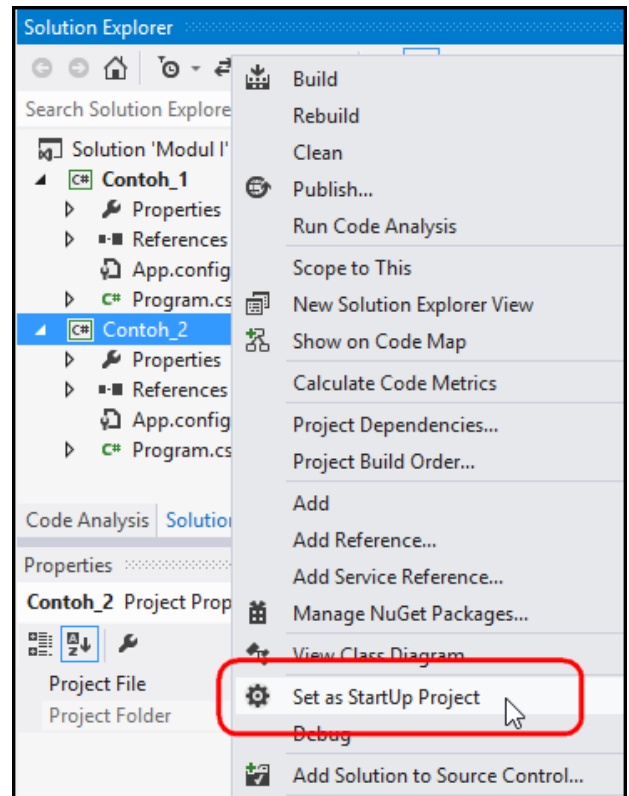 Solution Explorer
Search Solution Explore
Solution 'Modul I'
C# Contoh_1
Properties
References
App.config
C# Program.cs
C# Contoh_2
Properties
References
App.config
C# Program.cs
Code Analysis Solution
Properties
Contoh_2 Project Prop
Project File
Project Folder
Build
Rebuild
Clean
Publish...
Run Code Analysis
Scope to This
New Solution Explorer View
Show on Code Map
Calculate Code Metrics
Project Dependencies...
Project Build Order...
Add
Add Reference...
Add Service Reference...
Manage NuGet Packages...
View Class Diagram
Set as StartUp Project
Debug
Add Solution to Source Control...